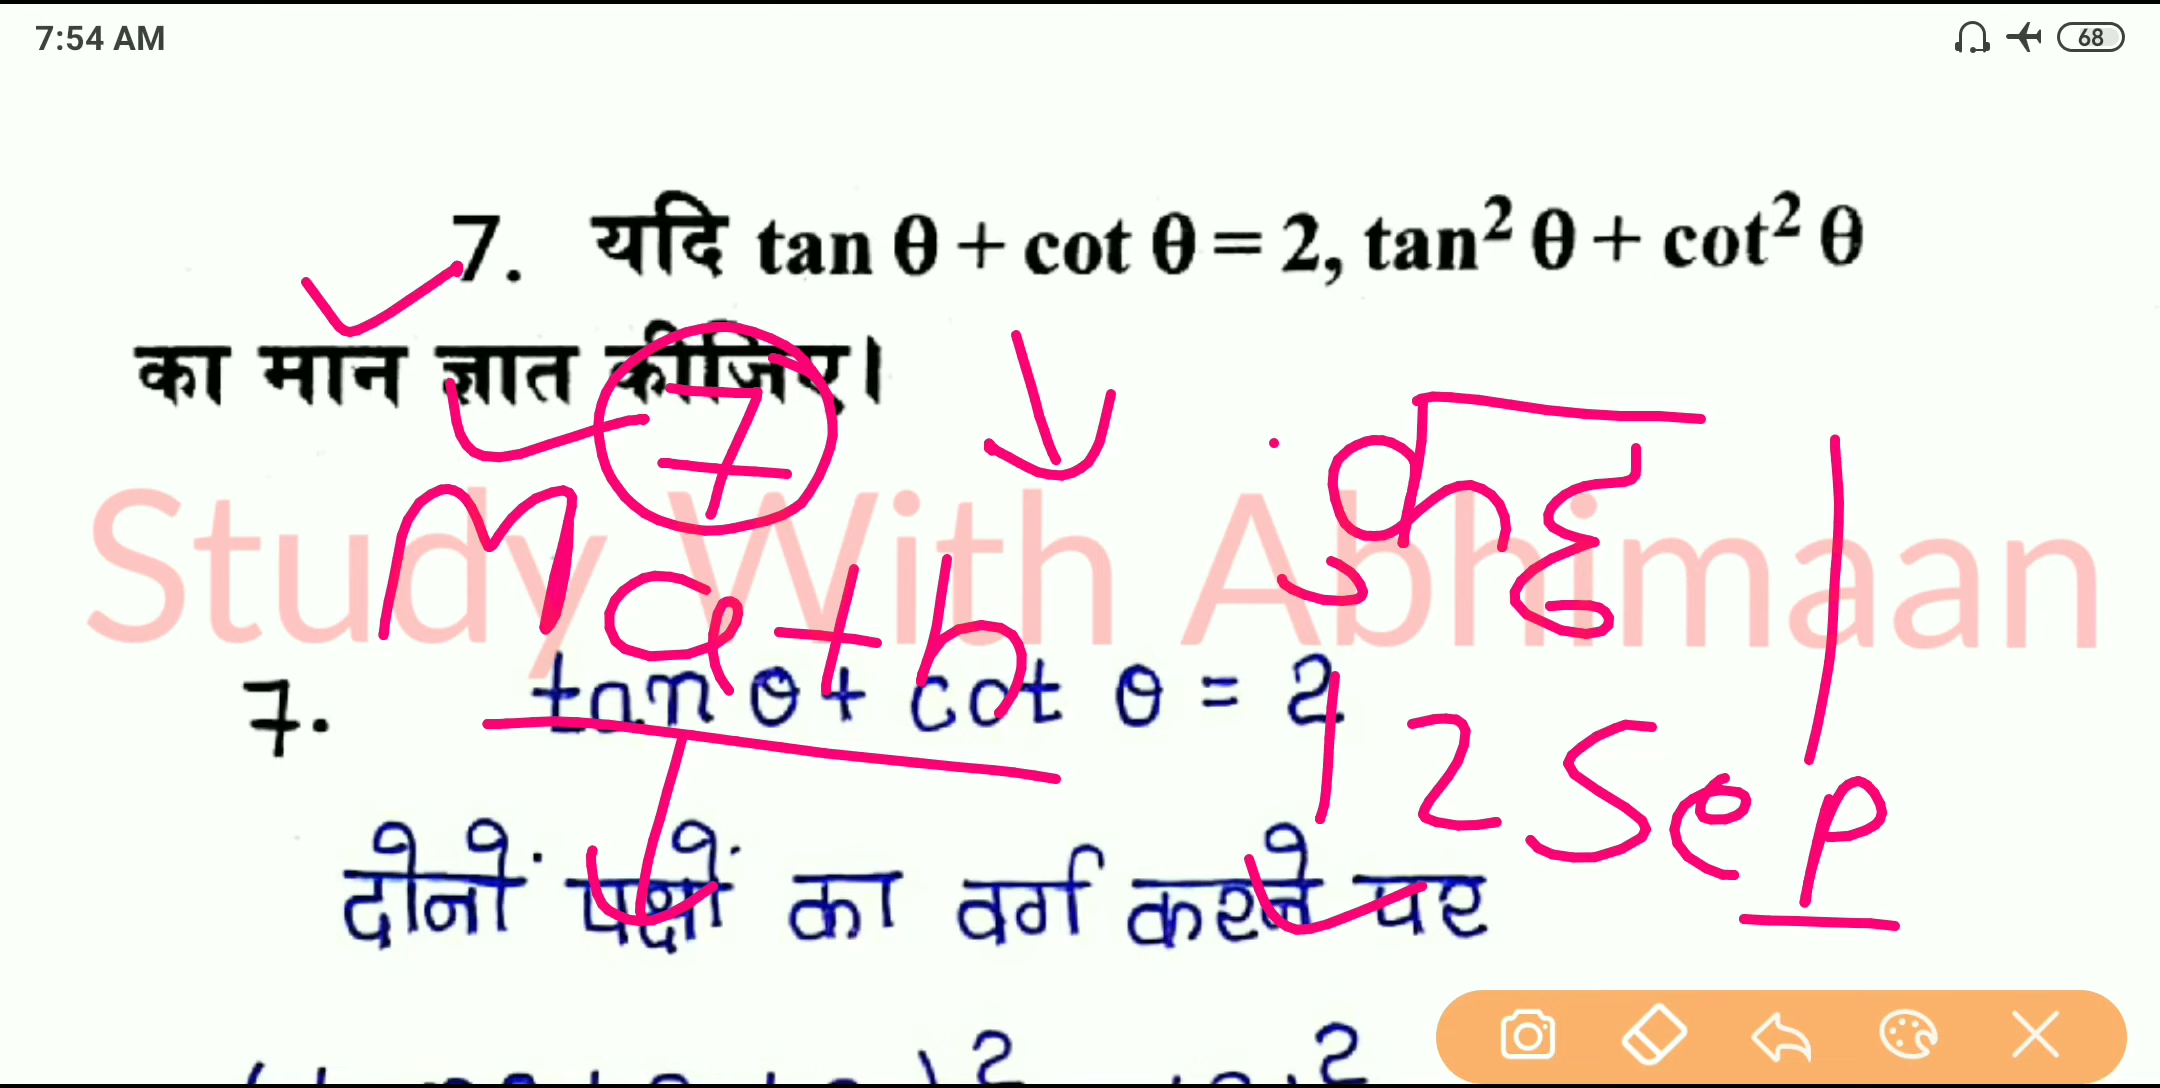 7:54 AM
68
7. यदि tan θ + cot θ = 2, tan² θ + cot² θ
का मान ज्ञात कीजिए।
7
Math
Study With Abhimaan
12 Sep
7. tan θ + cot θ = 2
दोनों पक्षों का वर्ग करने पर